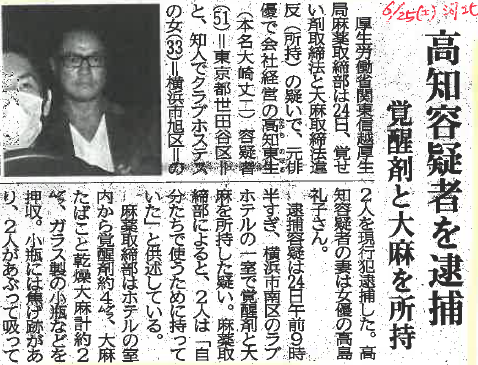 6/25(土) 河北
高知容疑者を逮捕
覚醒剤と大麻を所持
厚生労働省関東信越厚生
局麻薬取締部は24日、覚せ
い剤取締法と大麻取締法違
反(所持)の疑いで、元俳
優で会社経営の高知東生
(本名大崎丈二)容疑者
(51)=東京都世田谷区=
と、知人でクラブホステス
の女(33)=横浜市旭区=の
2人を現行犯逮捕した。高
知容疑者の妻は女優の高島
礼子さん。
逮捕容疑は24日午前9時
半すぎ、横浜市南区のラブ
ホテルの一室で覚醒剤と大
麻を所持した疑い。麻薬取
締部によると、2人は「自
分たちで使うために持って
いた」と供述している。
麻薬取締部はホテルの室
内から覚醒剤約4㌘、大麻
たばこと乾燥大麻計約2
㌘、ガラス製の小瓶などを
押収。小瓶には焦げ跡があ
り、2人があぶって吸って